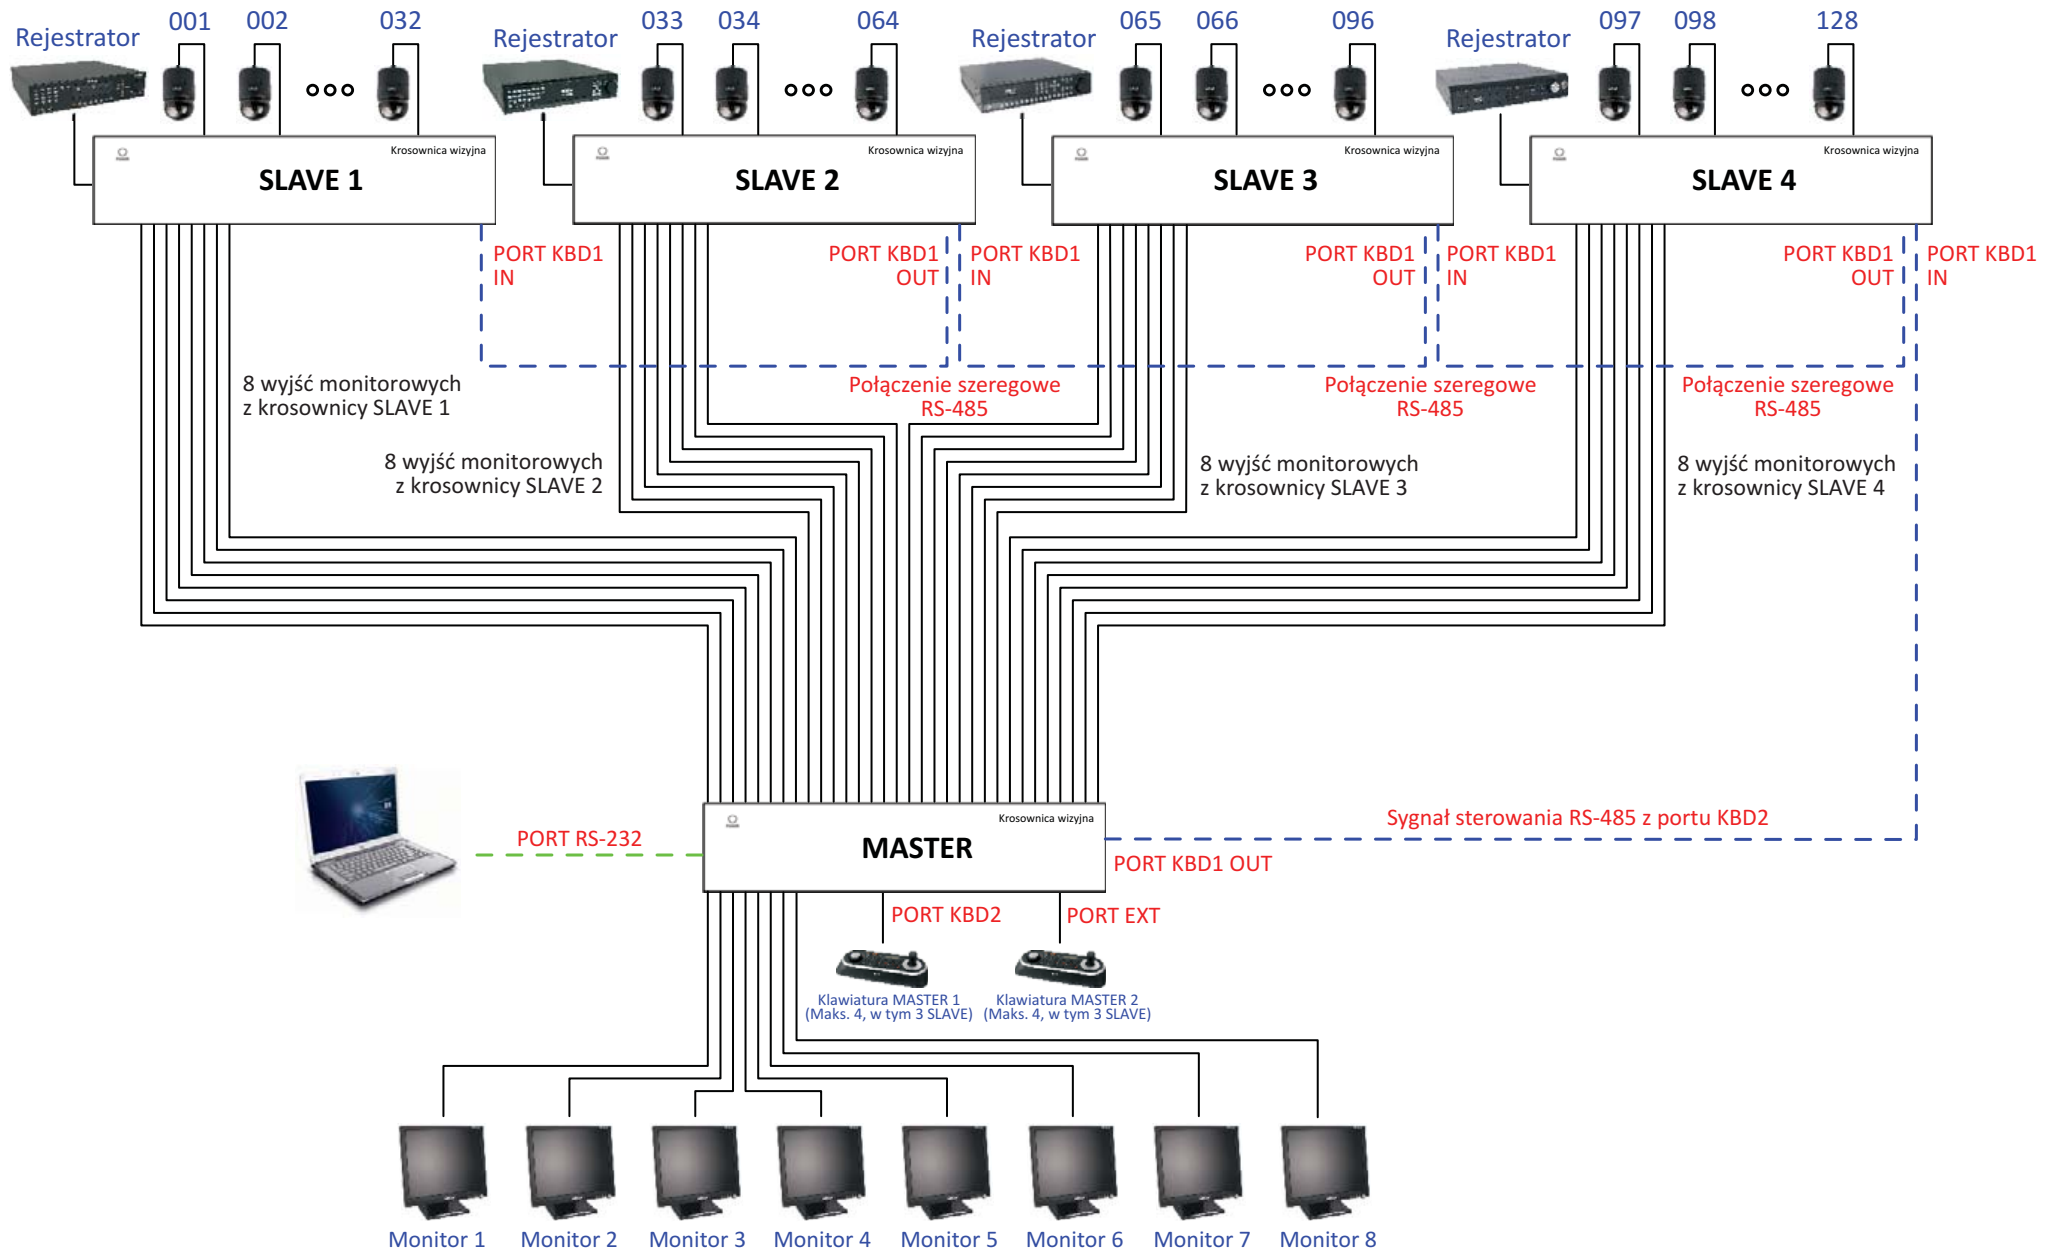 Rejestrator
001
002
032
Rejestrator
033
034
064
Rejestrator
065
066
096
Rejestrator
097
098
128
Krosownica wizyjna
SLAVE 1
Krosownica wizyjna
SLAVE 2
Krosownica wizyjna
SLAVE 3
Krosownica wizyjna
SLAVE 4
PORT KBD1
IN
PORT KBD1
OUT
PORT KBD1
IN
PORT KBD1
OUT
PORT KBD1
IN
PORT KBD1
OUT
PORT KBD1
IN
8 wyjść monitorowych
z krosownicy SLAVE 1
Połączenie szeregowe
RS-485
Połączenie szeregowe
RS-485
Połączenie szeregowe
RS-485
8 wyjść monitorowych
z krosownicy SLAVE 2
8 wyjść monitorowych
z krosownicy SLAVE 3
8 wyjść monitorowych
z krosownicy SLAVE 4
PORT RS-232
Krosownica wizyjna
MASTER
Sygnał sterowania RS-485 z portu KBD2
PORT KBD1 OUT
PORT KBD2
PORT EXT
Klawiatura MASTER 1
(Maks. 4, w tym 3 SLAVE)
Klawiatura MASTER 2
(Maks. 4, w tym 3 SLAVE)
Monitor 1
Monitor 2
Monitor 3
Monitor 4
Monitor 5
Monitor 6
Monitor 7
Monitor 8